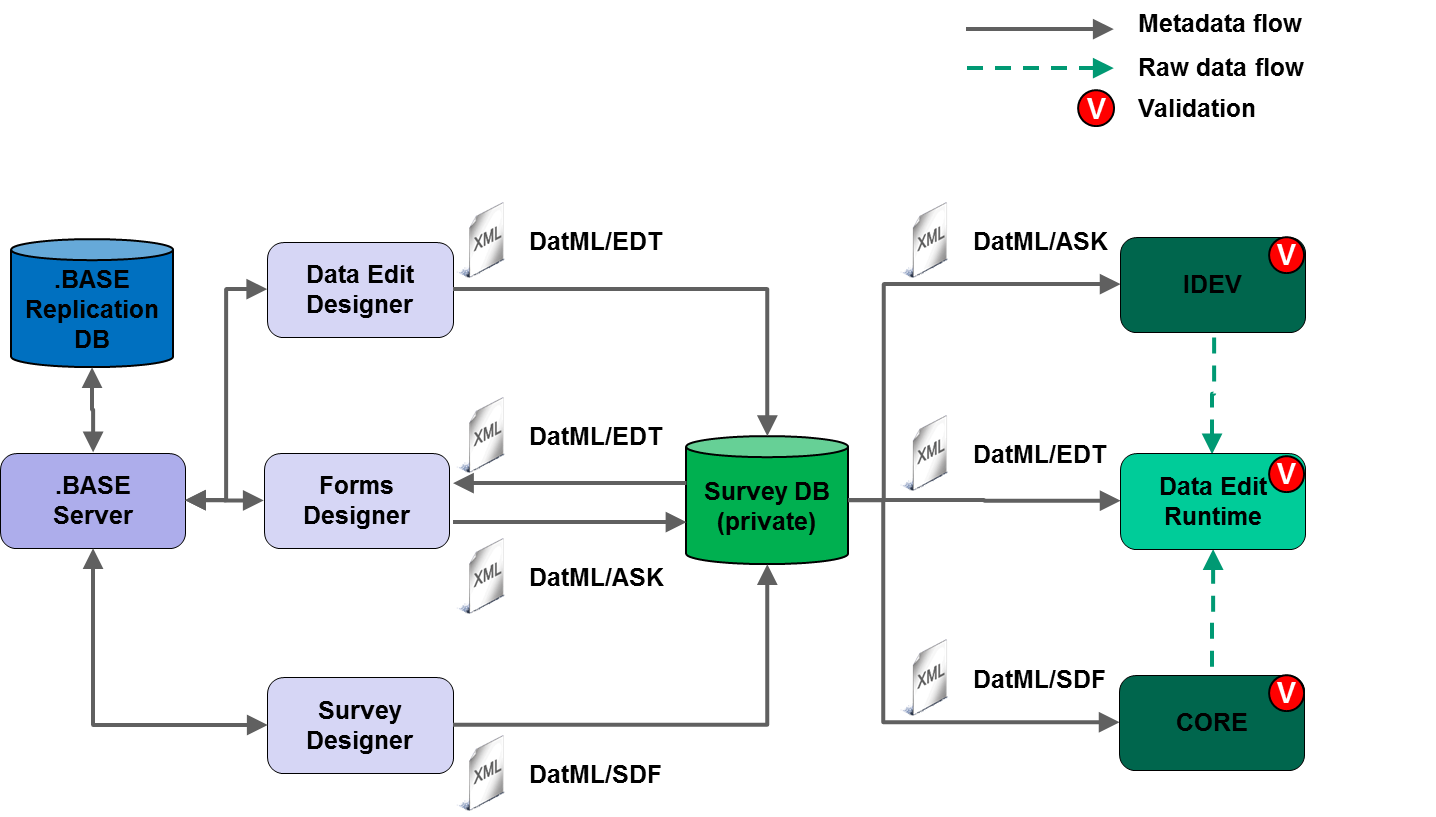 Metadata flow
Raw data flow
V Validation
DatML/EDT
DatML/ASK
XML
XML
.BASE
Replication
DB
Data Edit
Designer
IDEV
V
DatML/EDT
DatML/EDT
XML
XML
.BASE
Server
Forms
Designer
Survey DB
(private)
Data Edit
Runtime
V
XML
DatML/ASK
XML
DatML/SDF
Survey
Designer
CORE
V
XML
DatML/SDF